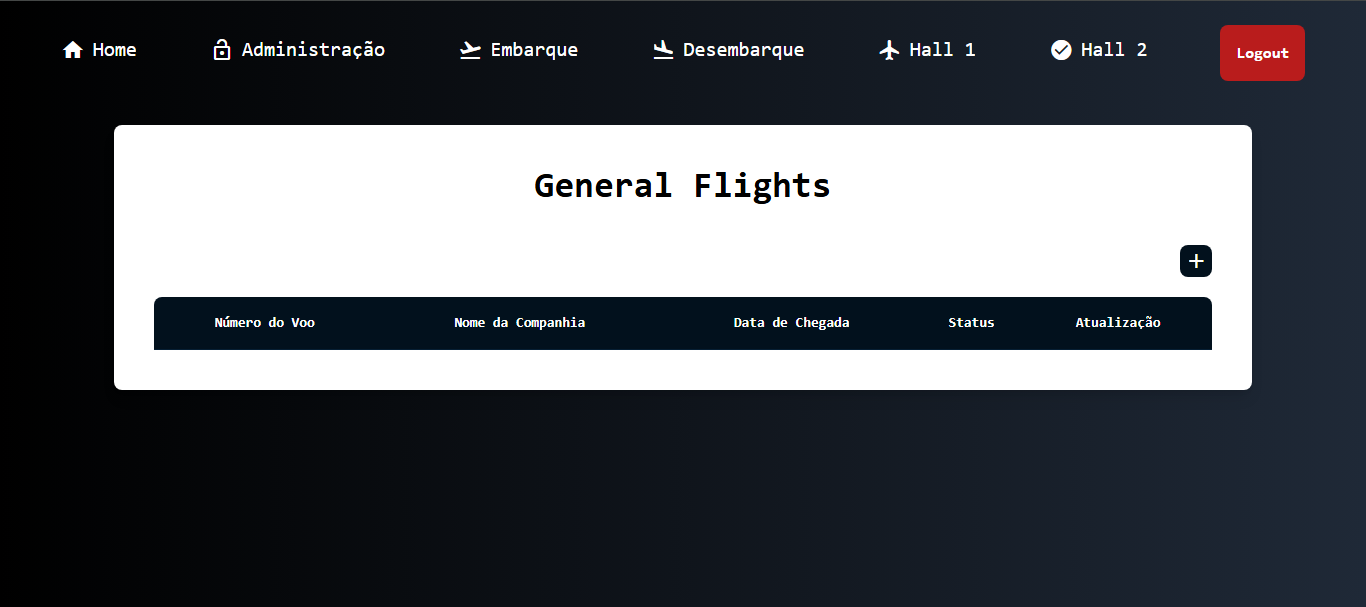 Home Administração Embarque Desembarque Hall 1 Hall 2 Logout
General Flights
+
Número do Voo Nome da Companhia Data de Chegada Status Atualização